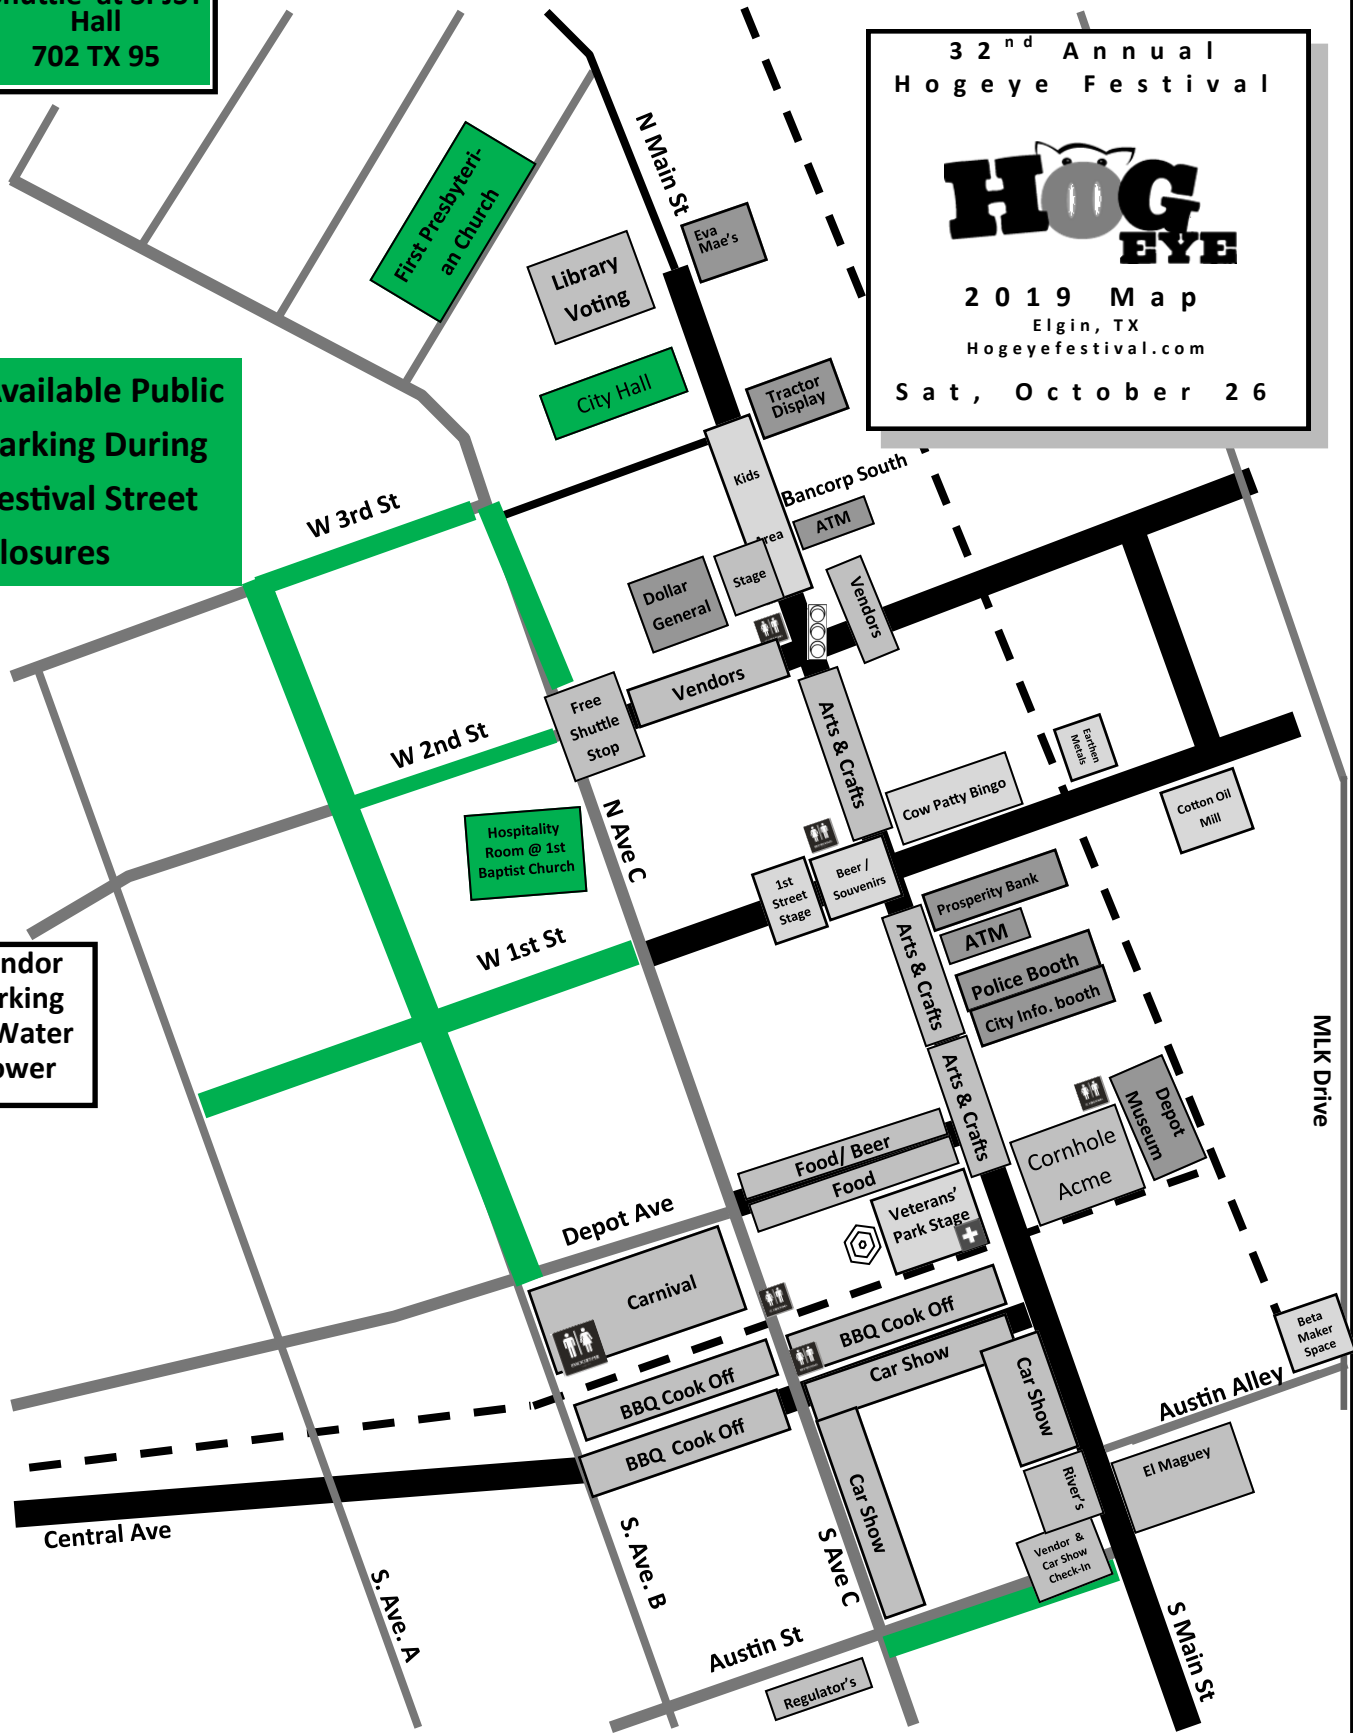 Hall
702 TX 95
32nd Annual
Hogeye Festival
HOG
EYE
2019 Map
Elgin, TX
Hogeyefestival.com
Sat, October 26
N Main St
Eva
Mae's
First Presbyteri-
an Church
Library
Voting
City Hall
Tractor
Display
Available Public
Parking During
Festival Street
Closures
Kids
Area
Bancorp South
ATM
W 3rd St
Dollar
General
Stage
Vendors
Vendors
Free
Shuttle
Stop
W 2nd St
Arts & Crafts
Earthen
Metals
Cow Patty Bingo
Cotton Oil
Mill
Hospitality
Room @ 1st
Baptist Church
N Ave C
1st
Street
Stage
Beer /
Souvenirs
Prosperity Bank
ATM
W 1st St
Arts & Crafts
Police Booth
City Info. booth
Vendor
Parking
Water
Tower
MLK Drive
Arts & Crafts
Depot
Museum
Cornhole
Acme
Food/ Beer
Food
Veterans'
Park Stage
Depot Ave
Carnival
BBQ Cook Off
Car Show
Car Show
Beta
Maker
Space
Austin Alley
BBQ Cook Off
BBQ Cook Off
El Maguey
River's
Car Show
Central Ave
Vendor &
Car Show
Check-In
S. Ave. A
S. Ave. B
S Ave C
S Main St
Austin St
Regulator's